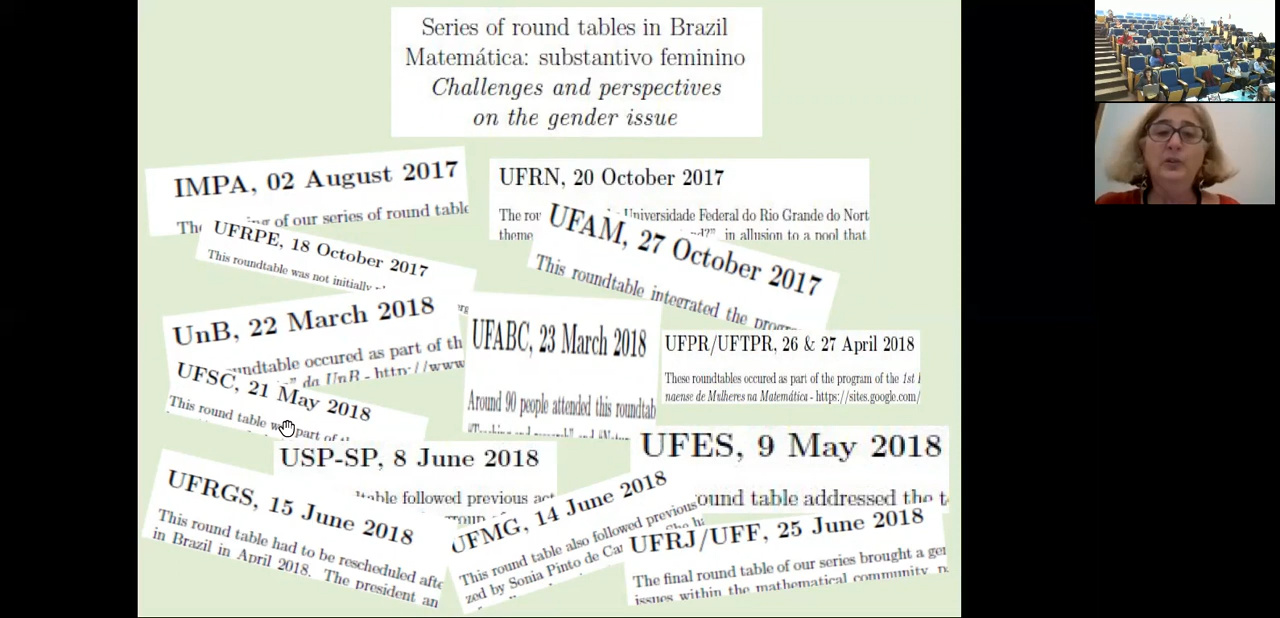 Series of round tables in Brazil
Matemática: substantivo feminino
Challenges and perspectives
on the gender issue
IMPA, 02 August 2017
of our series of round table
UFRN, 20 October 2017
The Universidade Federal do Rio Grande do Nort
theme in allusion to a pool that
UFRPE, 18 October 2017
This roundtable was not initially
UFAM, 27 October 2017
This roundtable integrated the
UnB, 22 March 2018
roundtable occured as part of th
da UnB - http://www
UFABC, 23 March 2018
Around 90 people attended this roundtab
UFPR/UFTPR, 26 & 27 April 2018
These roundtables occured as part of the program of the 1st
naense de Mulheres na Matemática - https://sites.google.com/
UFSC, 21 May 2018
This round table part of
USP-SP, 8 June 2018
table followed previous
UFES, 9 May 2018
ound table addressed the
UFRGS, 15 June 2018
This round table had to be rescheduled afte
in Brazil in April 2018. The president an
UFMG, 14 June 2018
This round table also followed previous
zed by Sonia Pinto de Car
UFRJ/UFF, 25 June 2018
The final round table of our series brought a ge
issues within the mathematical community